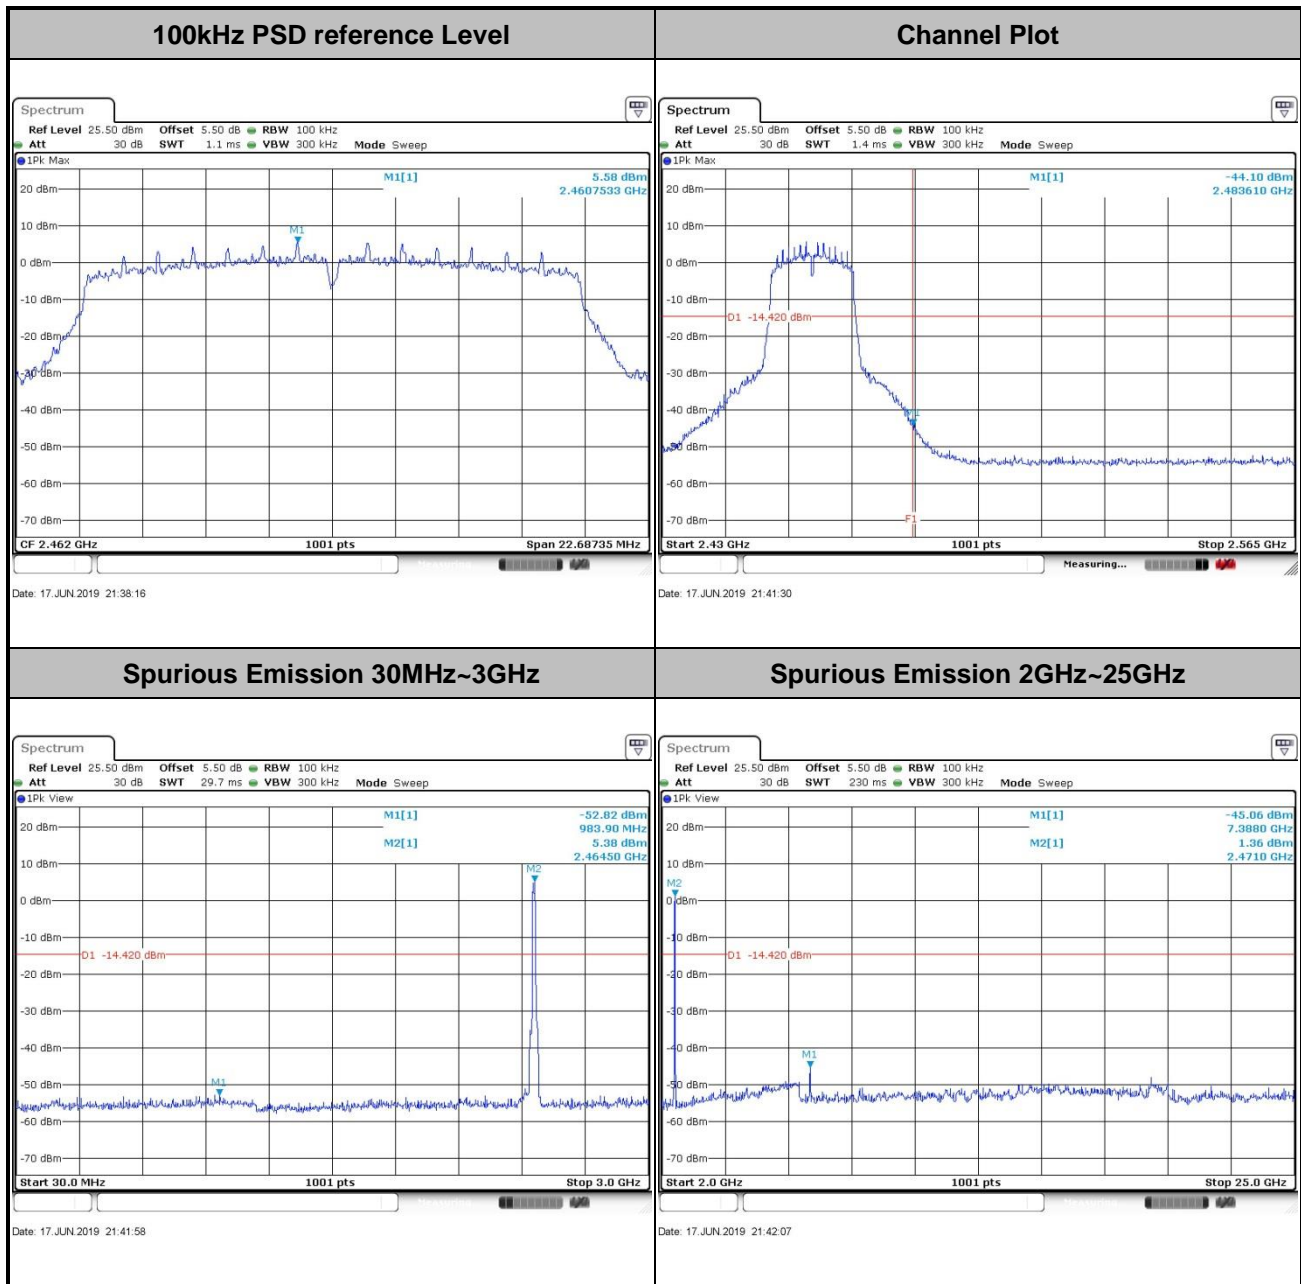 100kHz PSD reference Level
Spectrum
Ref Level 25.50 dBm Offset 5.50 dB RBW 100 kHz
Att 30 dB SWT 1.1 ms VBW 300 kHz Mode Sweep
1Pk Max
M1[1] 5.58 dBm
2.4607533 GHz
20 dBm
10 dBm
M1
0 dBm
-10 dBm
-20 dBm
-30 dBm
-40 dBm
-50 dBm
-60 dBm
-70 dBm
CF 2.462 GHz 1001 pts Span 22.68735 MHz
Measuring...
Date: 17.JUN.2019 21:38:16
Channel Plot
Spectrum
Ref Level 25.50 dBm Offset 5.50 dB RBW 100 kHz
Att 30 dB SWT 1.4 ms VBW 300 kHz Mode Sweep
1Pk Max
M1[1] -44.10 dBm
2.483610 GHz
20 dBm
10 dBm
0 dBm
-10 dBm
D1 -14.420 dBm
-20 dBm
-30 dBm
-40 dBm
M1
-50 dBm
-60 dBm
-70 dBm
F1
Start 2.43 GHz 1001 pts Stop 2.565 GHz
Measuring...
Date: 17.JUN.2019 21:41:30
Spurious Emission 30MHz~3GHz
Spectrum
Ref Level 25.50 dBm Offset 5.50 dB RBW 100 kHz
Att 30 dB SWT 29.7 ms VBW 300 kHz Mode Sweep
1Pk View
M1[1] -52.82 dBm
983.90 MHz
20 dBm
M2[1] 5.38 dBm
2.46450 GHz
10 dBm
M2
0 dBm
-10 dBm
D1 -14.420 dBm
-20 dBm
-30 dBm
-40 dBm
M1
-50 dBm
-60 dBm
-70 dBm
Start 30.0 MHz 1001 pts Stop 3.0 GHz
Measuring...
Date: 17.JUN.2019 21:41:58
Spurious Emission 2GHz~25GHz
Spectrum
Ref Level 25.50 dBm Offset 5.50 dB RBW 100 kHz
Att 30 dB SWT 230 ms VBW 300 kHz Mode Sweep
1Pk View
M1[1] -45.06 dBm
7.3880 GHz
20 dBm
M2[1] 1.36 dBm
2.4710 GHz
10 dBm
M2
0 dBm
-10 dBm
D1 -14.420 dBm
-20 dBm
-30 dBm
-40 dBm
M1
-50 dBm
-60 dBm
-70 dBm
Start 2.0 GHz 1001 pts Stop 25.0 GHz
Measuring...
Date: 17.JUN.2019 21:42:07